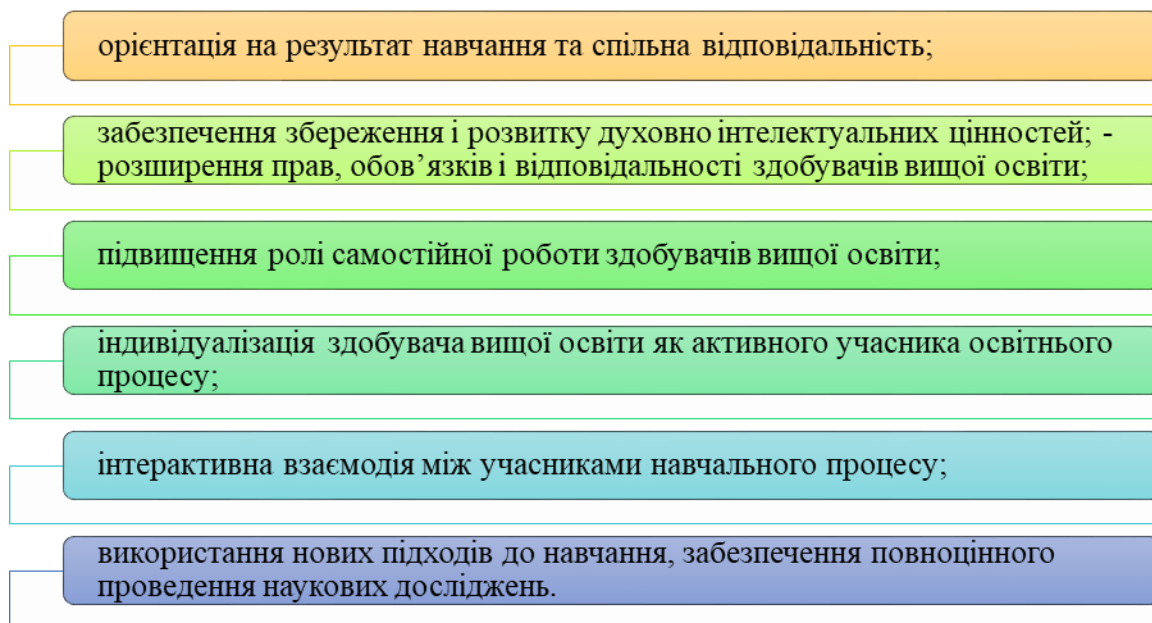 орієнтація на результат навчання та спільна відповідальність;
забезпечення збереження і розвитку духовно інтелектуальних цінностей; -
розширення прав, обов’язків і відповідальності здобувачів вищої освіти;
підвищення ролі самостійної роботи здобувачів вищої освіти;
індивідуалізація здобувача вищої освіти як активного учасника освітнього
процесу;
інтерактивна взаємодія між учасниками навчального процесу;
використання нових підходів до навчання, забезпечення повноцінного
проведення наукових досліджень.